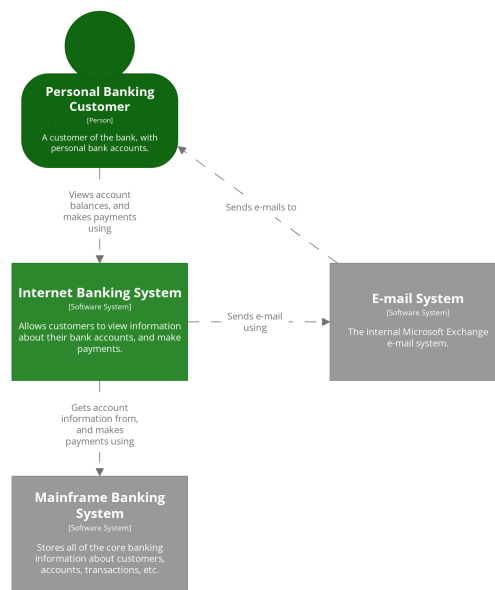 Personal Banking
Customer
[Person]
A customer of the bank, with
personal bank accounts.
Views account
balances, and
makes payments
using
Sends e-mails to
Internet Banking System
[Software System]
Allows customers to view information
about their bank accounts, and make
payments.
Sends e-mail
using
E-mail System
[Software System]
The internal Microsoft Exchange
e-mail system.
Gets account
information from,
and makes
payments using
Mainframe Banking
System
[Software System]
Stores all of the core banking
information about customers,
accounts, transactions, etc.